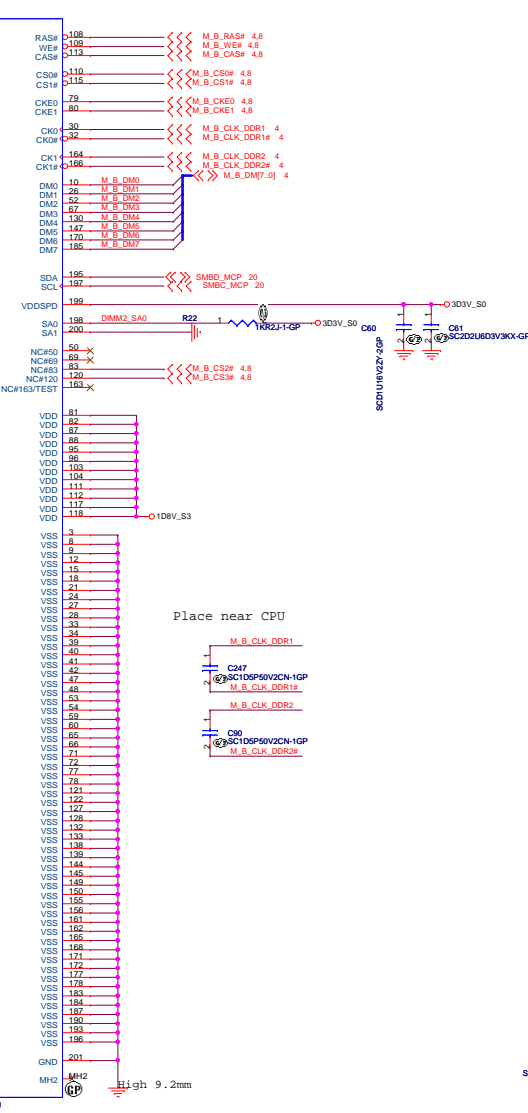 RAS# 108 M_B_RAS# 4,8
WE# 109 M_B_WE# 4,8
CAS# 113 M_B_CAS# 4,8
CS0# 110 M_B_CS0# 4,8
CS1# 115 M_B_CS1# 4,8
CKE0 79 M_B_CKE0 4,8
CKE1 80 M_B_CKE1 4,8
CK0 30 M_B_CLK_DDR1 4
CK0# 32 M_B_CLK_DDR1# 4
CK1 164 M_B_CLK_DDR2 4
CK1# 166 M_B_CLK_DDR2# 4
M_B_DM[7..0] 4
DM0 10 M_B_DM0
DM1 26 M_B_DM1
DM2 52 M_B_DM2
DM3 67 M_B_DM3
DM4 130 M_B_DM4
DM5 147 M_B_DM5
DM6 170 M_B_DM6
DM7 185 M_B_DM7
SDA 195 SMBD_MCP 20
SCL 197 SMBC_MCP 20
VDDSPD 199 3D3V_S0
SA0 198 DIMM2_SA0 R22 1 2 3D3V_S0
1KR2J-1-GP
SA1 200
C60 1 2
SCD1U16V2ZY-2GP
C61 1 2
SC2D2U6D3V3KX-GP
NC#50 50
NC#69 69
NC#83 83 M_B_CS2# 4,8
NC#120 120 M_B_CS3# 4,8
NC#163/TEST 163
VDD 81
VDD 82
VDD 87
VDD 88
VDD 95
VDD 96
VDD 103
VDD 104
VDD 111
VDD 112
VDD 117
VDD 118 1D8V_S3
VSS 3
VSS 8
VSS 9
VSS 12
VSS 15
VSS 18
VSS 21
VSS 24
VSS 27
VSS 28
VSS 33
VSS 34
VSS 39
VSS 40
VSS 41
VSS 42
VSS 47
VSS 48
VSS 53
VSS 54
VSS 59
VSS 60
VSS 65
VSS 66
VSS 71
VSS 72
VSS 77
VSS 78
VSS 121
VSS 122
VSS 127
VSS 128
VSS 132
VSS 133
VSS 138
VSS 139
VSS 144
VSS 145
VSS 149
VSS 150
VSS 155
VSS 156
VSS 161
VSS 162
VSS 165
VSS 168
VSS 171
VSS 172
VSS 177
VSS 178
VSS 183
VSS 184
VSS 187
VSS 190
VSS 193
VSS 196
GND 201
MH2 MH2
GP
High 9.2mm
Place near CPU
M_B_CLK_DDR1
1 C247
2 SC1D5P50V2CN-1GP
M_B_CLK_DDR1#
M_B_CLK_DDR2
1 C90
2 SC1D5P50V2CN-1GP
M_B_CLK_DDR2#
S